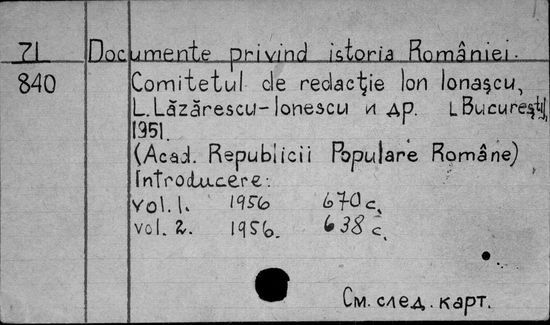 71 Documente privind istoria României.
840 Comitetul de redacţie Ion Ionaşcu,
L. Lăzărescu-Ionescu и др. [Bucureşti],
1951.
(Acad. Republicii Populare Române)
Introducere:
vol. 1. 1956 670 с.
vol. 2. 1956. 638 с.
См. след. карт.